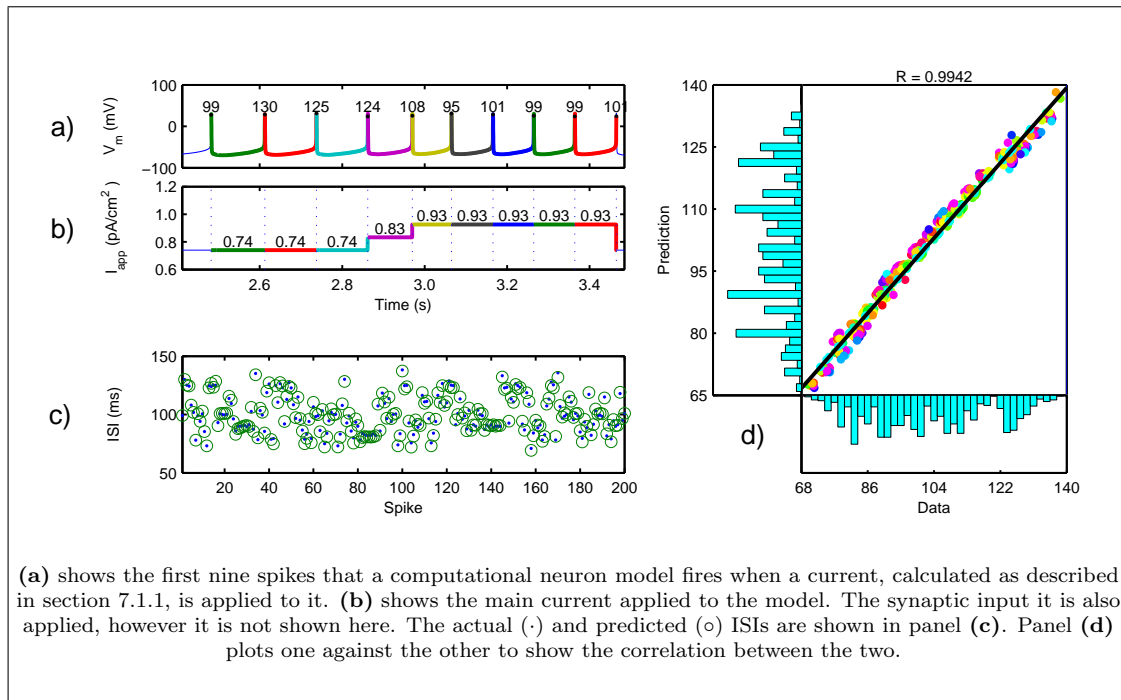 a)
V_m (mV)
100
0
−100
99 130 125 124 108 95 101 99 99 101
b)
I_app (pA/cm²)
1.2
1.0
0.8
0.6
0.74 0.74 0.74 0.83 0.93 0.93 0.93 0.93 0.93
2.6 2.8 3.0 3.2 3.4
Time (s)
c)
ISI (ms)
150
100
50
0 20 40 60 80 100 120 140 160 180 200
Spike
R = 0.9942
Prediction
140
125
110
95
80
65
d)
68 86 104 122 140
Data
(a) shows the first nine spikes that a computational neuron model fires when a current, calculated as described
in section 7.1.1, is applied to it. (b) shows the main current applied to the model. The synaptic input it is also
applied, however it is not shown here. The actual (·) and predicted (○) ISIs are shown in panel (c). Panel (d)
plots one against the other to show the correlation between the two.